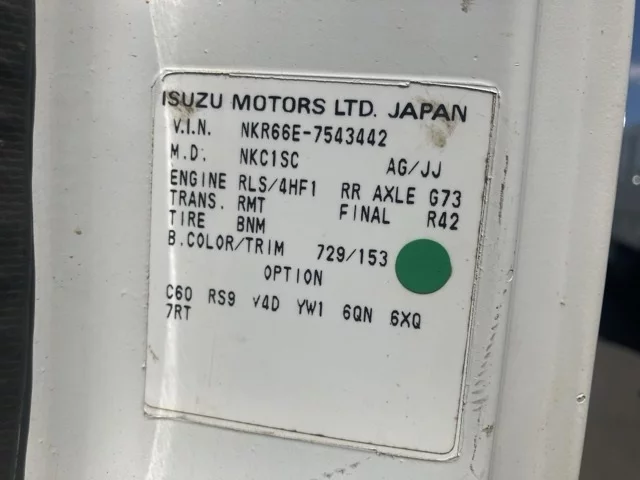 ISUZU MOTORS LTD. JAPAN
V.I.N. NKR66E-7543442
M.D. NKC1SC AG/JJ
ENGINE RLS/4HF1 RR AXLE G73
TRANS. RMT FINAL R42
TIRE BNM
B.COLOR/TRIM 729/153
OPTION
C60 RS9 V4D YW1 6QN 6XQ
7RT